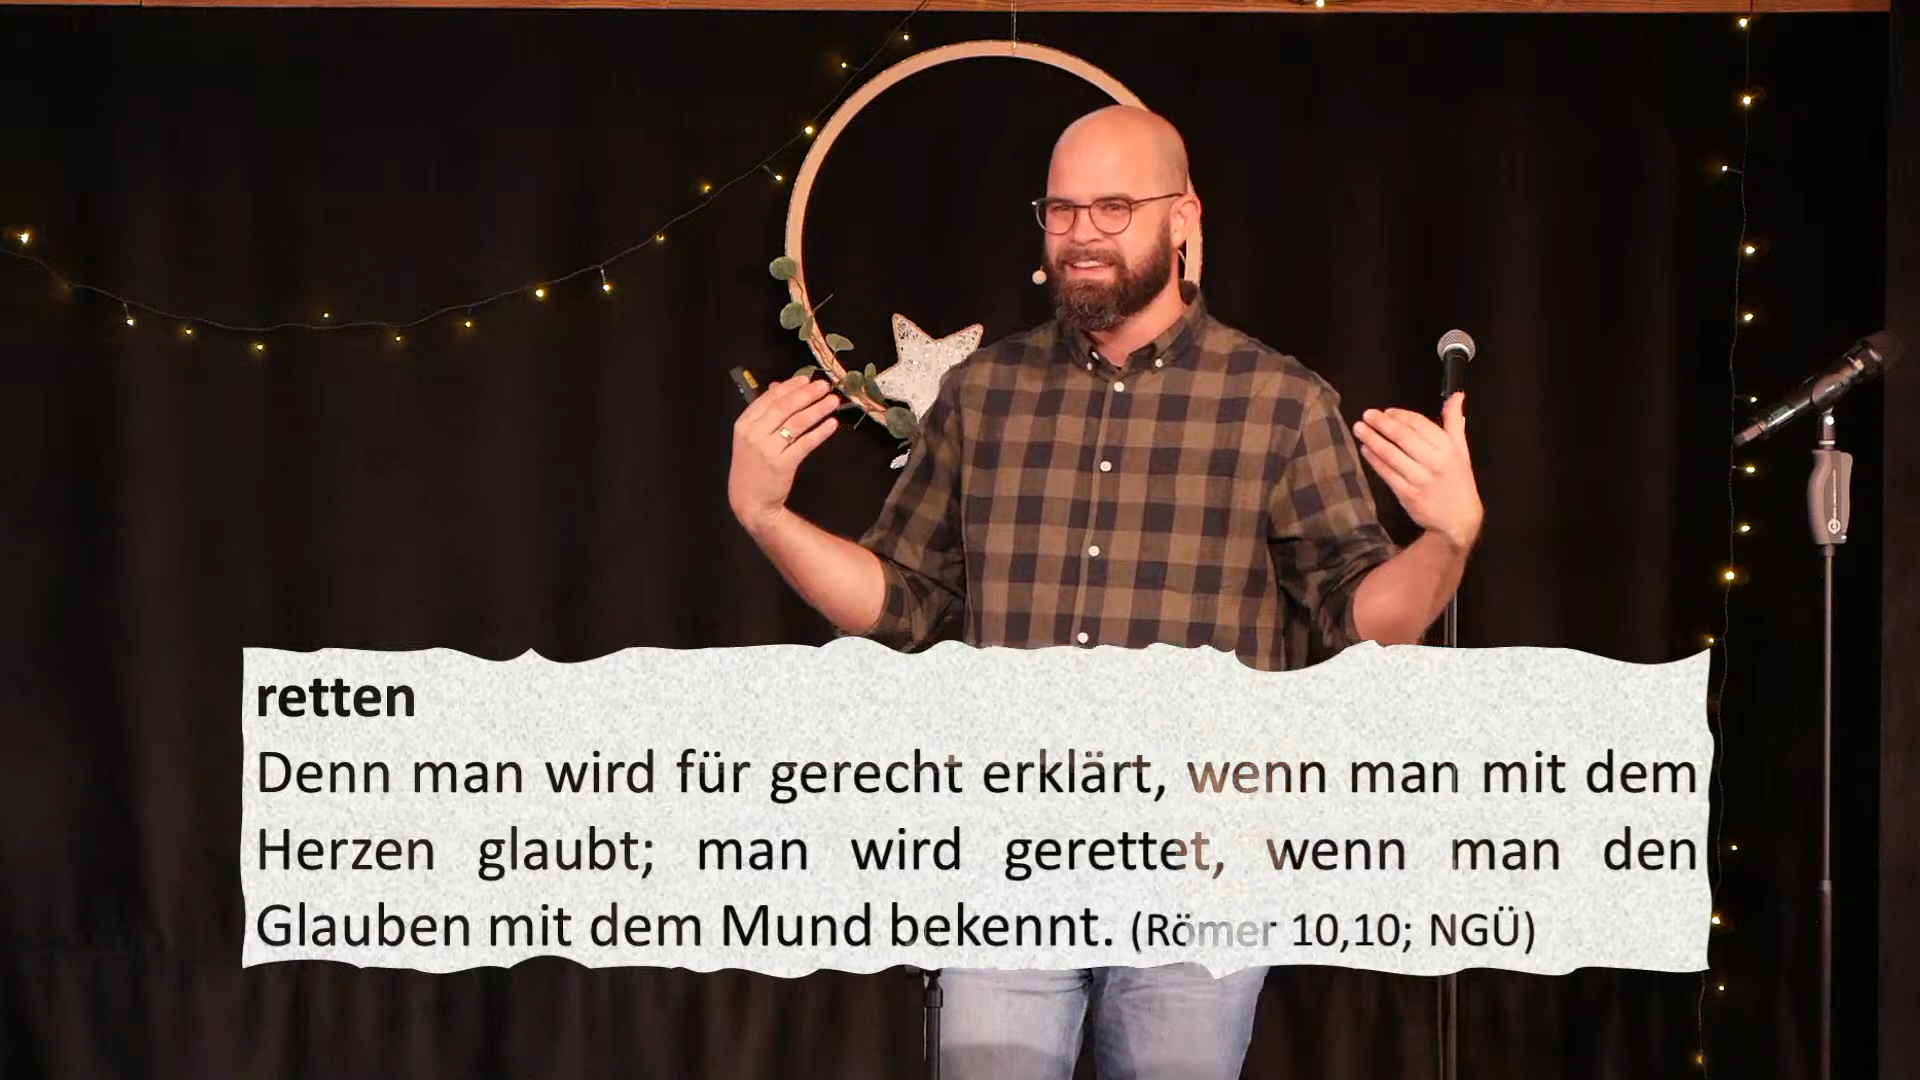 retten
Denn man wird für gerecht erklärt, wenn man mit dem
Herzen glaubt; man wird gerettet, wenn man den
Glauben mit dem Mund bekennt. (Römer 10,10; NGÜ)